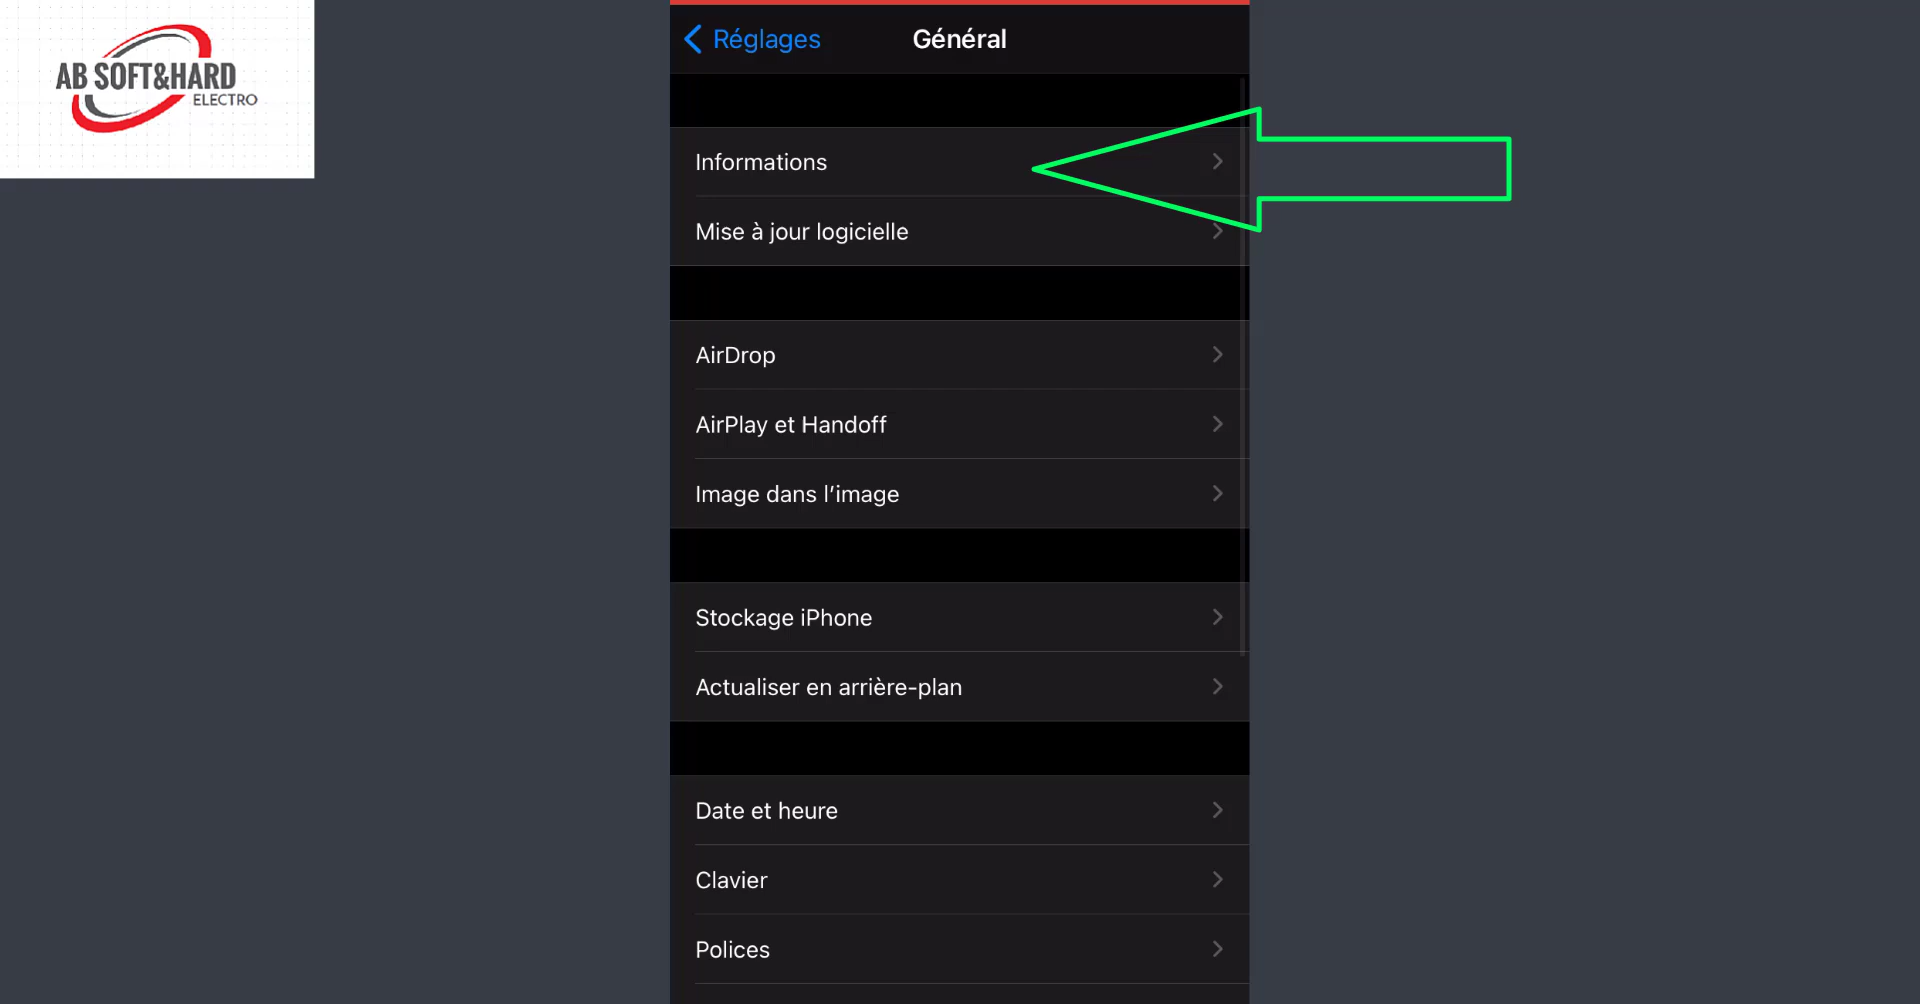 AB SOFT&HARD
ELECTRO
Réglages
Général
Informations
Mise à jour logicielle
AirDrop
AirPlay et Handoff
Image dans l’image
Stockage iPhone
Actualiser en arrière-plan
Date et heure
Clavier
Polices